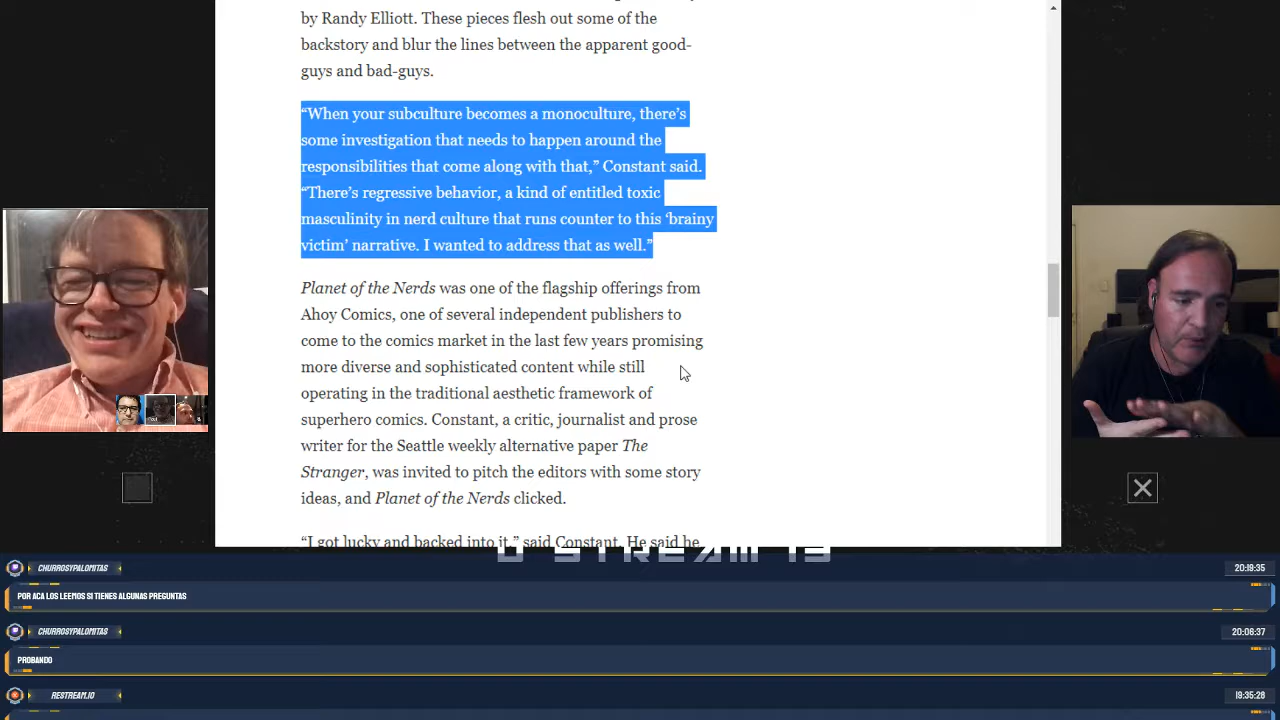 by Randy Elliott. These pieces flesh out some of the
backstory and blur the lines between the apparent good-
guys and bad-guys.
“When your subculture becomes a monoculture, there’s
some investigation that needs to happen around the
responsibilities that come along with that,” Constant said.
“There’s regressive behavior, a kind of entitled toxic
masculinity in nerd culture that runs counter to this ‘brainy
victim’ narrative. I wanted to address that as well.”
Planet of the Nerds was one of the flagship offerings from
Ahoy Comics, one of several independent publishers to
come to the comics market in the last few years promising
more diverse and sophisticated content while still
operating in the traditional aesthetic framework of
superhero comics. Constant, a critic, journalist and prose
writer for the Seattle weekly alternative paper The
Stranger, was invited to pitch the editors with some story
ideas, and Planet of the Nerds clicked.
“I got lucky and backed into it,” said Constant. He said he
STREAM
CHURROSYPALOMITAS
20:19:35
POR ACA LOS LEEMOS SI TIENES ALGUNAS PREGUNTAS
CHURROSYPALOMITAS
20:06:37
PROBANDO
RESTREAM.IO
19:35:28